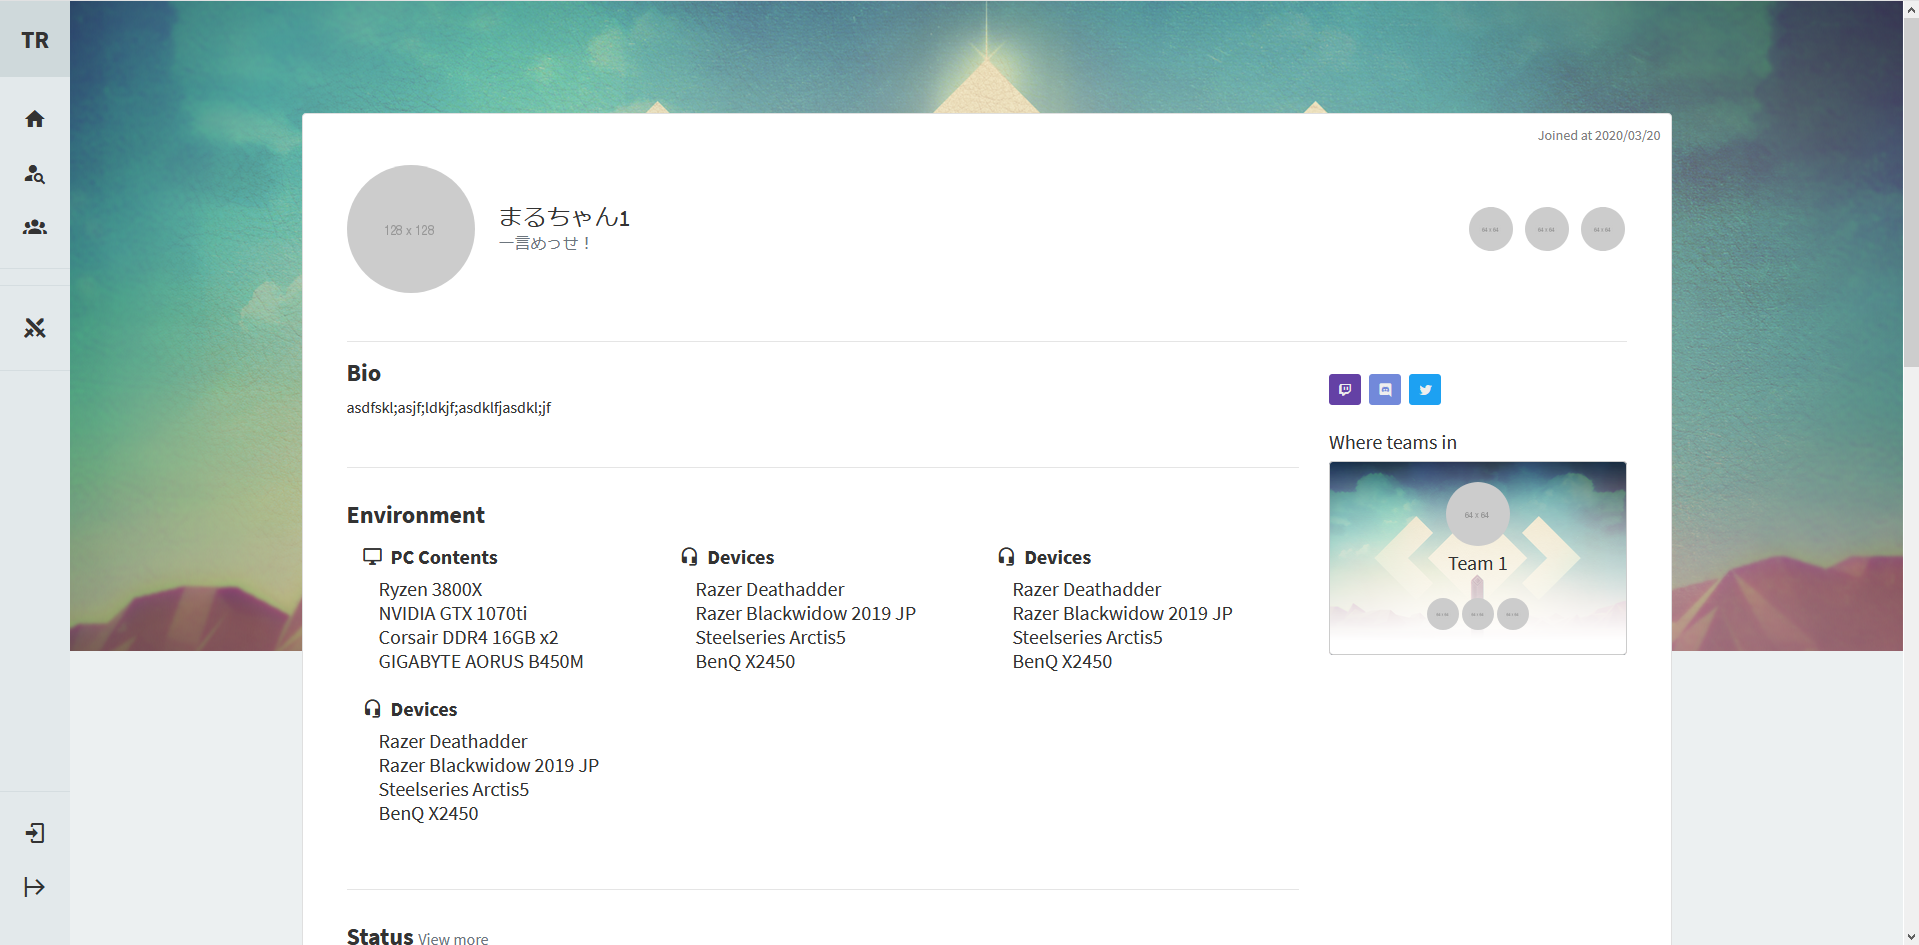 TR
Joined at 2020/03/20
128 x 128
まるちゃん1
一言めっせ！
Bio
asdfskl;asjf;ldkjf;asdklfjasdkl;jf
Where teams in
64 x 64
Team 1
Environment
PC Contents
Ryzen 3800X
NVIDIA GTX 1070ti
Corsair DDR4 16GB x2
GIGABYTE AORUS B450M
Devices
Razer Deathadder
Razer Blackwidow 2019 JP
Steelseries Arctis5
BenQ X2450
Devices
Razer Deathadder
Razer Blackwidow 2019 JP
Steelseries Arctis5
BenQ X2450
Devices
Razer Deathadder
Razer Blackwidow 2019 JP
Steelseries Arctis5
BenQ X2450
Status View more